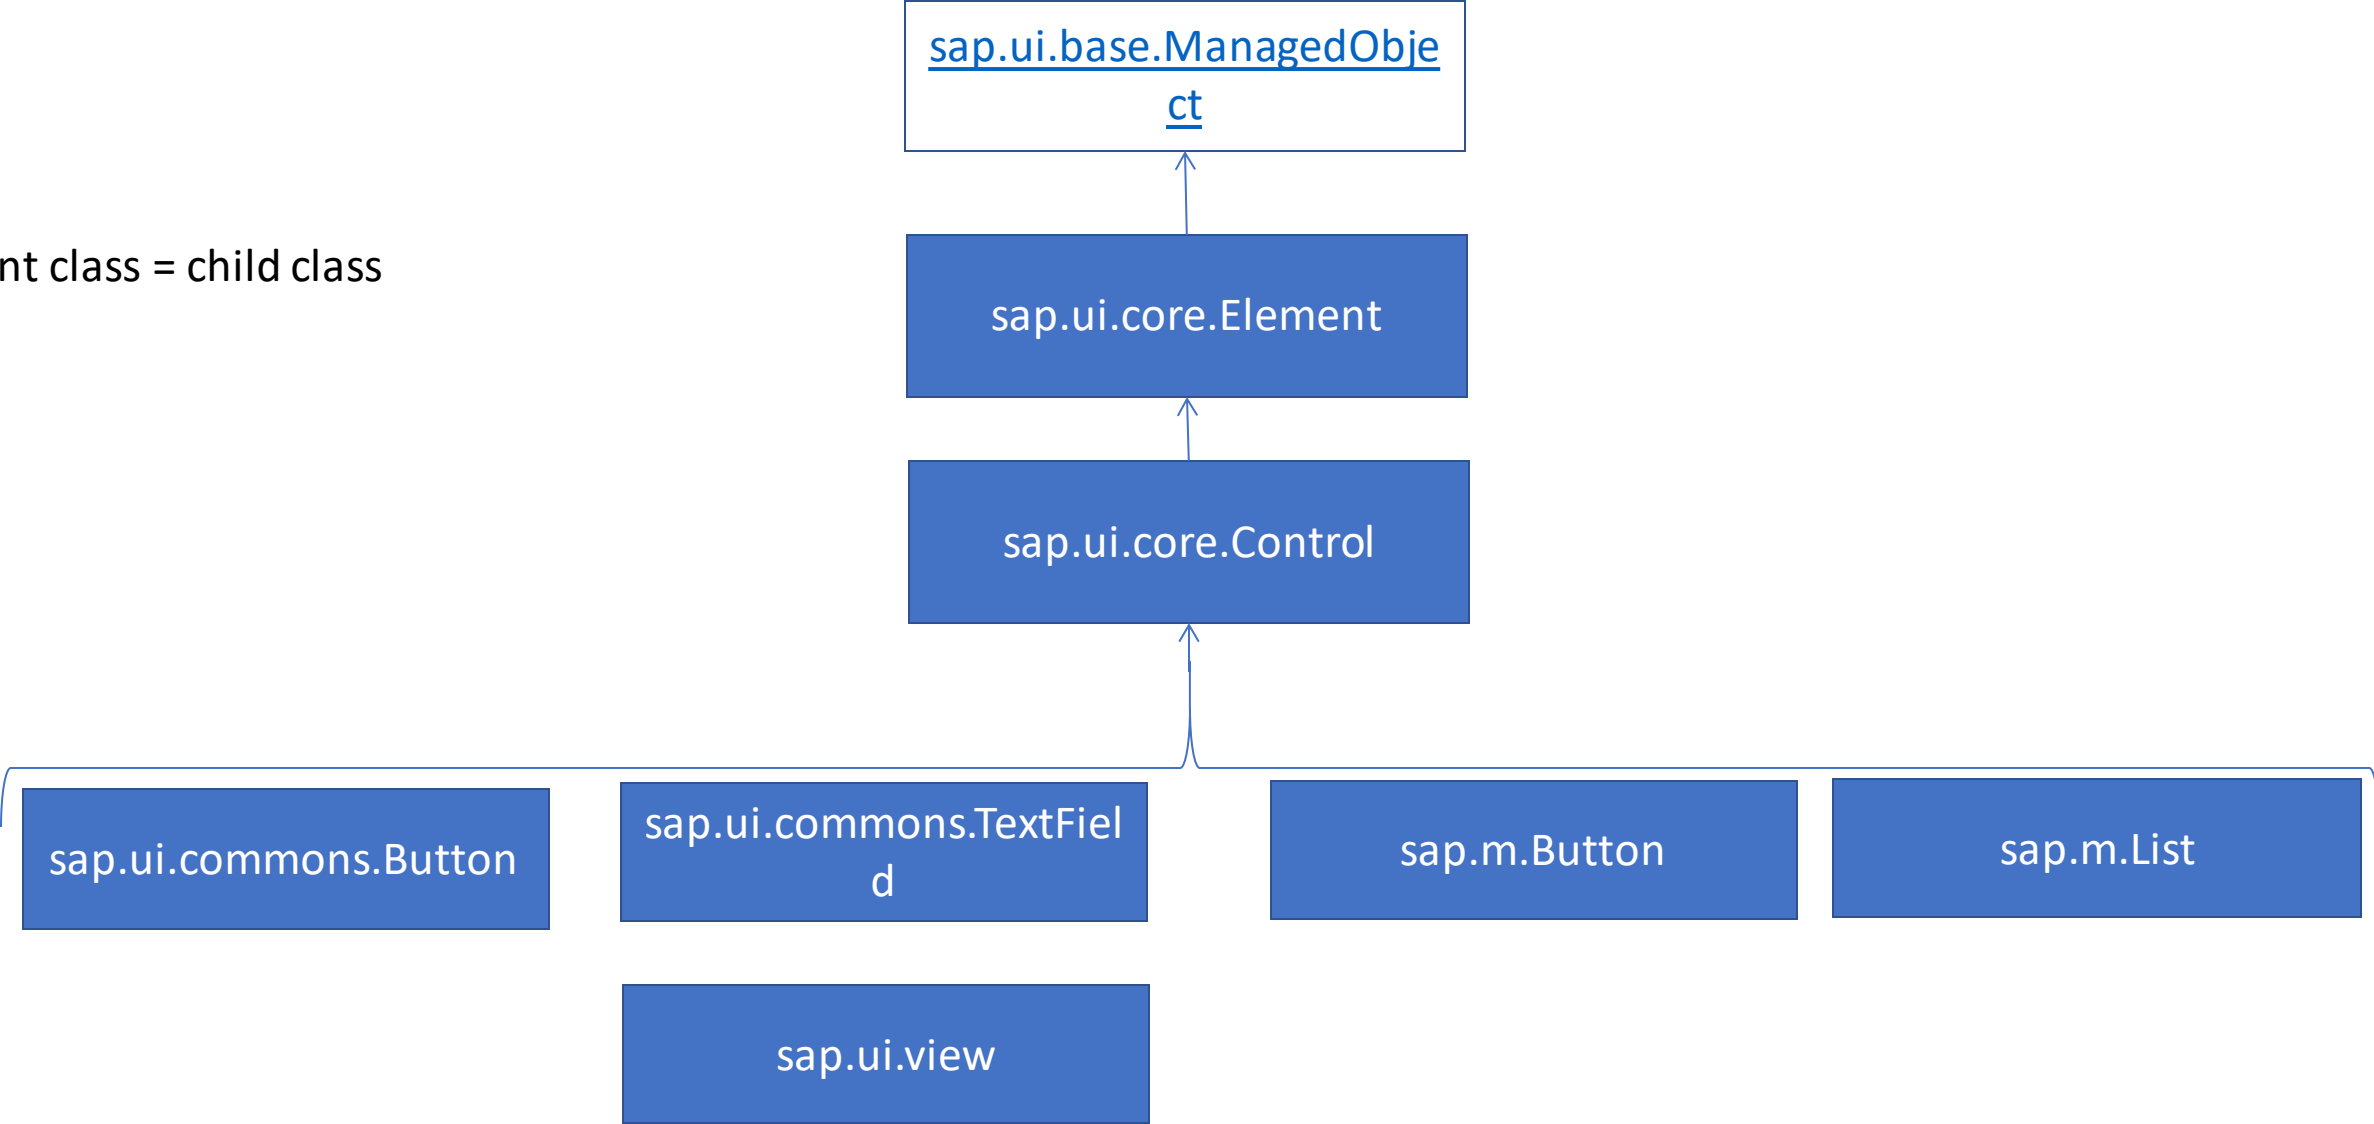 sap.ui.base.ManagedObje
ct
nt class = child class
sap.ui.core.Element
sap.ui.core.Control
sap.ui.commons.Button
sap.ui.commons.TextFiel
d
sap.m.Button
sap.m.List
sap.ui.view